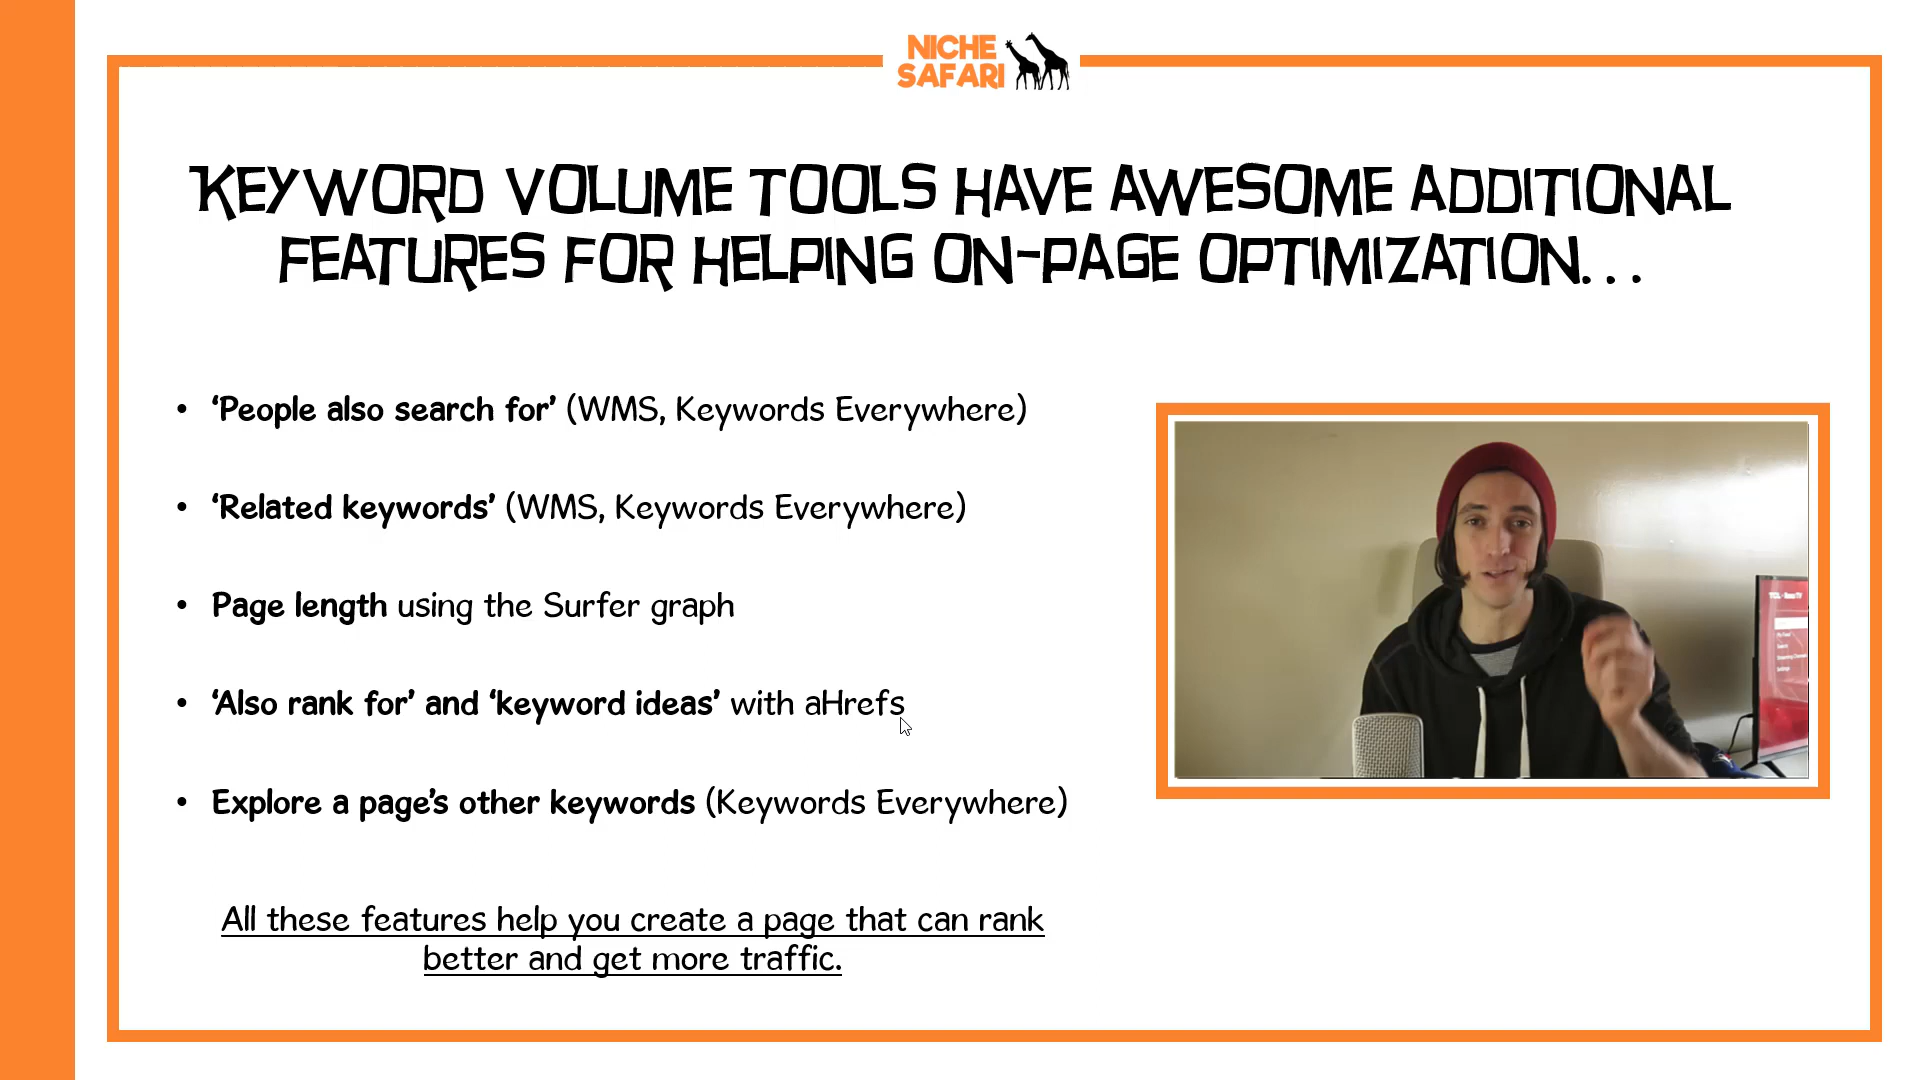 NICHE
SAFARI
KEYWORD VOLUME TOOLS HAVE AWESOME ADDITIONAL
FEATURES FOR HELPING ON-PAGE OPTIMIZATION...
• ‘People also search for’ (WMS, Keywords Everywhere)
• ‘Related keywords’ (WMS, Keywords Everywhere)
• Page length using the Surfer graph
• ‘Also rank for’ and ‘keyword ideas’ with aHrefs
• Explore a page’s other keywords (Keywords Everywhere)
All these features help you create a page that can rank
better and get more traffic.